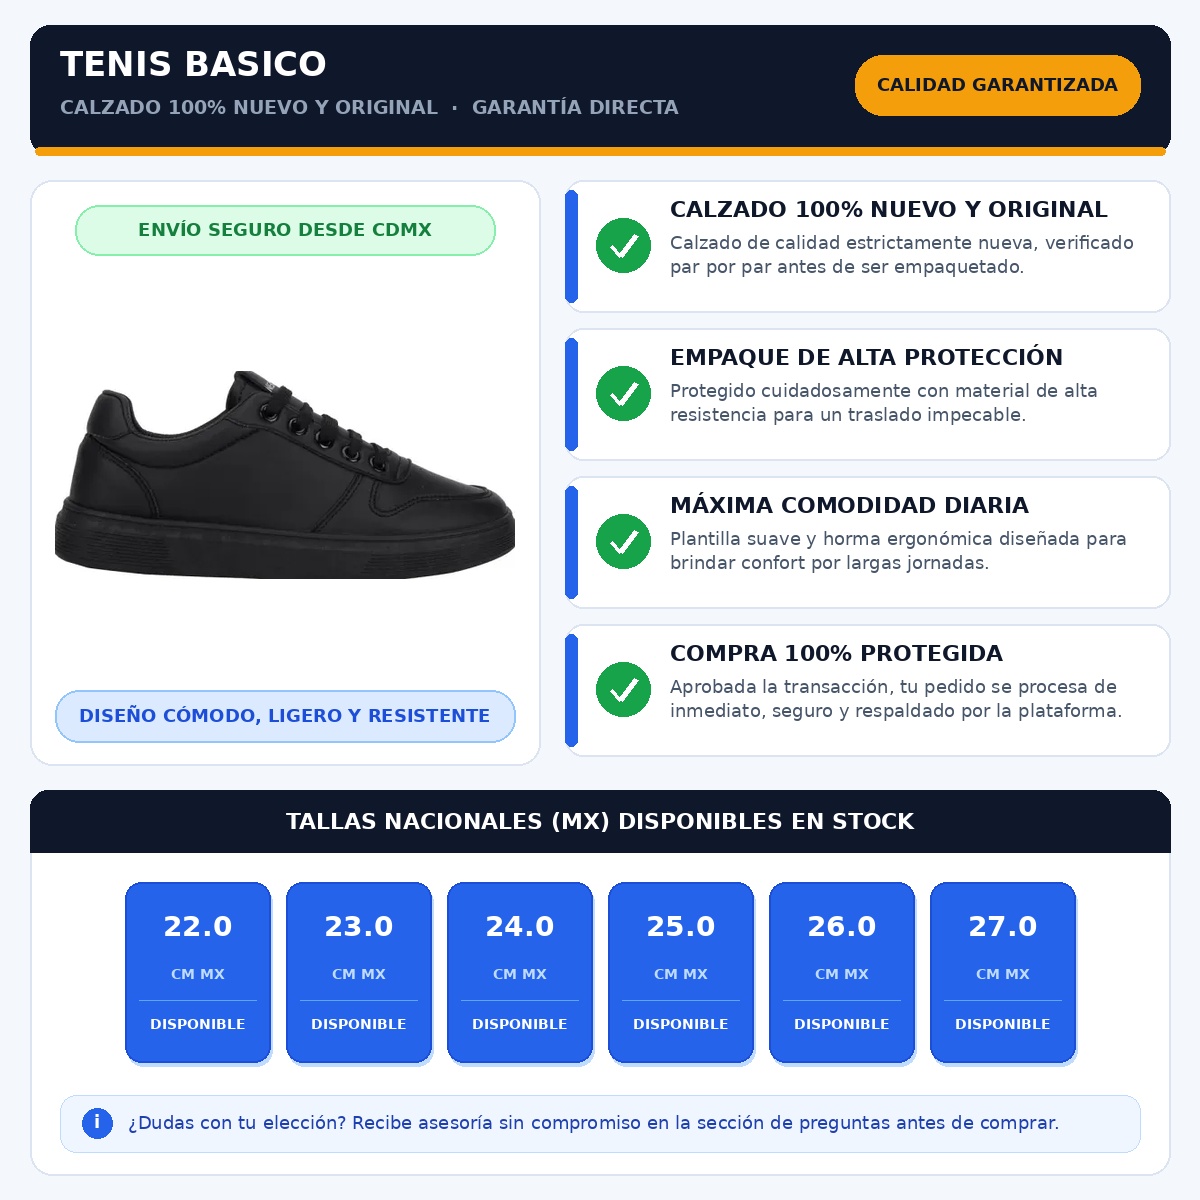 TENIS BASICO
CALZADO 100% NUEVO Y ORIGINAL · GARANTÍA DIRECTA
CALIDAD GARANTIZADA
ENVÍO SEGURO DESDE CDMX
DISEÑO CÓMODO, LIGERO Y RESISTENTE
CALZADO 100% NUEVO Y ORIGINAL
Calzado de calidad estrictamente nueva, verificado
par por par antes de ser empaquetado.
EMPAQUE DE ALTA PROTECCIÓN
Protegido cuidadosamente con material de alta
resistencia para un traslado impecable.
MÁXIMA COMODIDAD DIARIA
Plantilla suave y horma ergonómica diseñada para
brindar confort por largas jornadas.
COMPRA 100% PROTEGIDA
Aprobada la transacción, tu pedido se procesa de
inmediato, seguro y respaldado por la plataforma.
TALLAS NACIONALES (MX) DISPONIBLES EN STOCK
22.0
CM MX
DISPONIBLE
23.0
CM MX
DISPONIBLE
24.0
CM MX
DISPONIBLE
25.0
CM MX
DISPONIBLE
26.0
CM MX
DISPONIBLE
27.0
CM MX
DISPONIBLE
i
¿Dudas con tu elección? Recibe asesoría sin compromiso en la sección de preguntas antes de comprar.